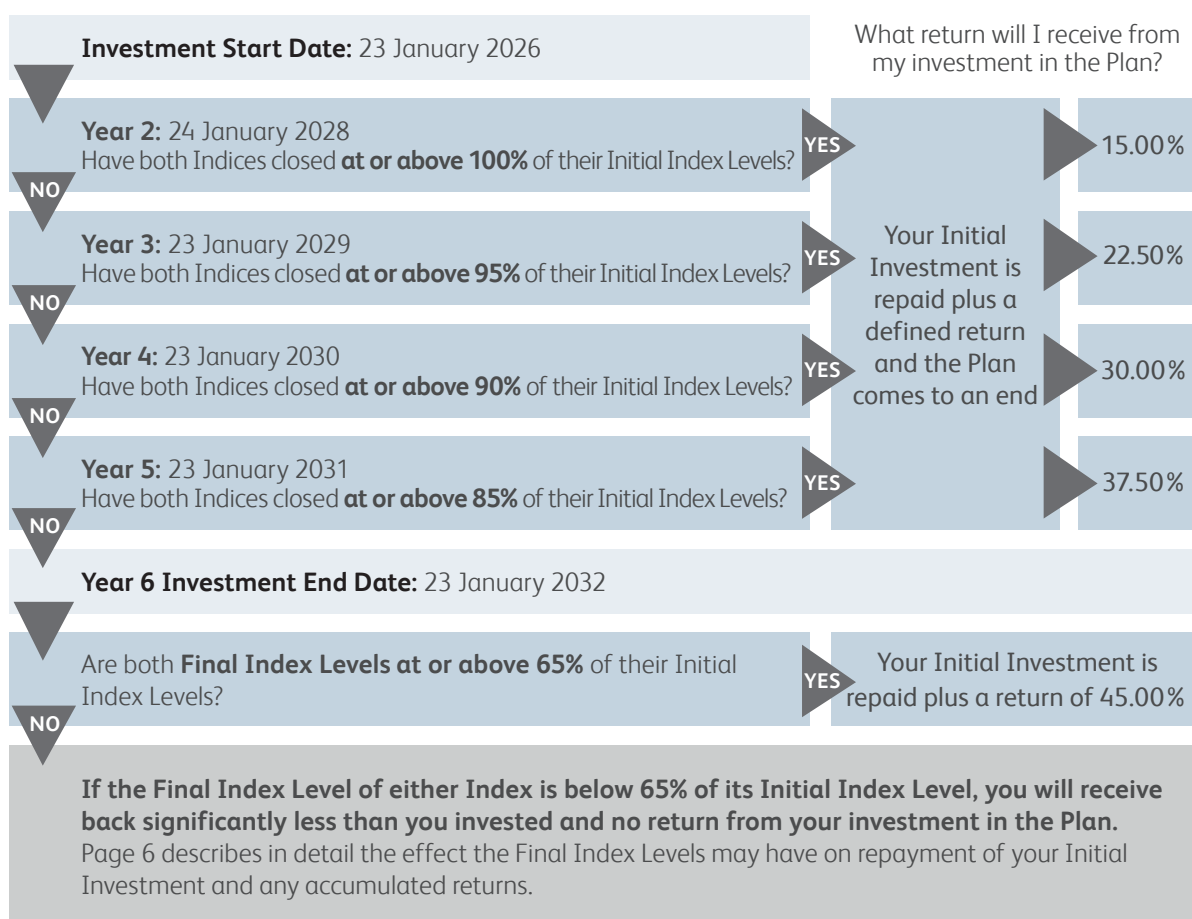 Investment Start Date: 23 January 2026
What return will I receive from
my investment in the Plan?
Year 2: 24 January 2028
Have both Indices closed at or above 100% of their Initial Index Levels?
YES
15.00%
NO
Year 3: 23 January 2029
Have both Indices closed at or above 95% of their Initial Index Levels?
YES
22.50%
NO
Year 4: 23 January 2030
Have both Indices closed at or above 90% of their Initial Index Levels?
YES
30.00%
NO
Year 5: 23 January 2031
Have both Indices closed at or above 85% of their Initial Index Levels?
YES
37.50%
NO
Your Initial
Investment is
repaid plus a
defined return
and the Plan
comes to an end
Year 6 Investment End Date: 23 January 2032
Are both Final Index Levels at or above 65% of their Initial
Index Levels?
YES
Your Initial Investment is
repaid plus a return of 45.00%
NO
If the Final Index Level of either Index is below 65% of its Initial Index Level, you will receive
back significantly less than you invested and no return from your investment in the Plan.
Page 6 describes in detail the effect the Final Index Levels may have on repayment of your Initial
Investment and any accumulated returns.